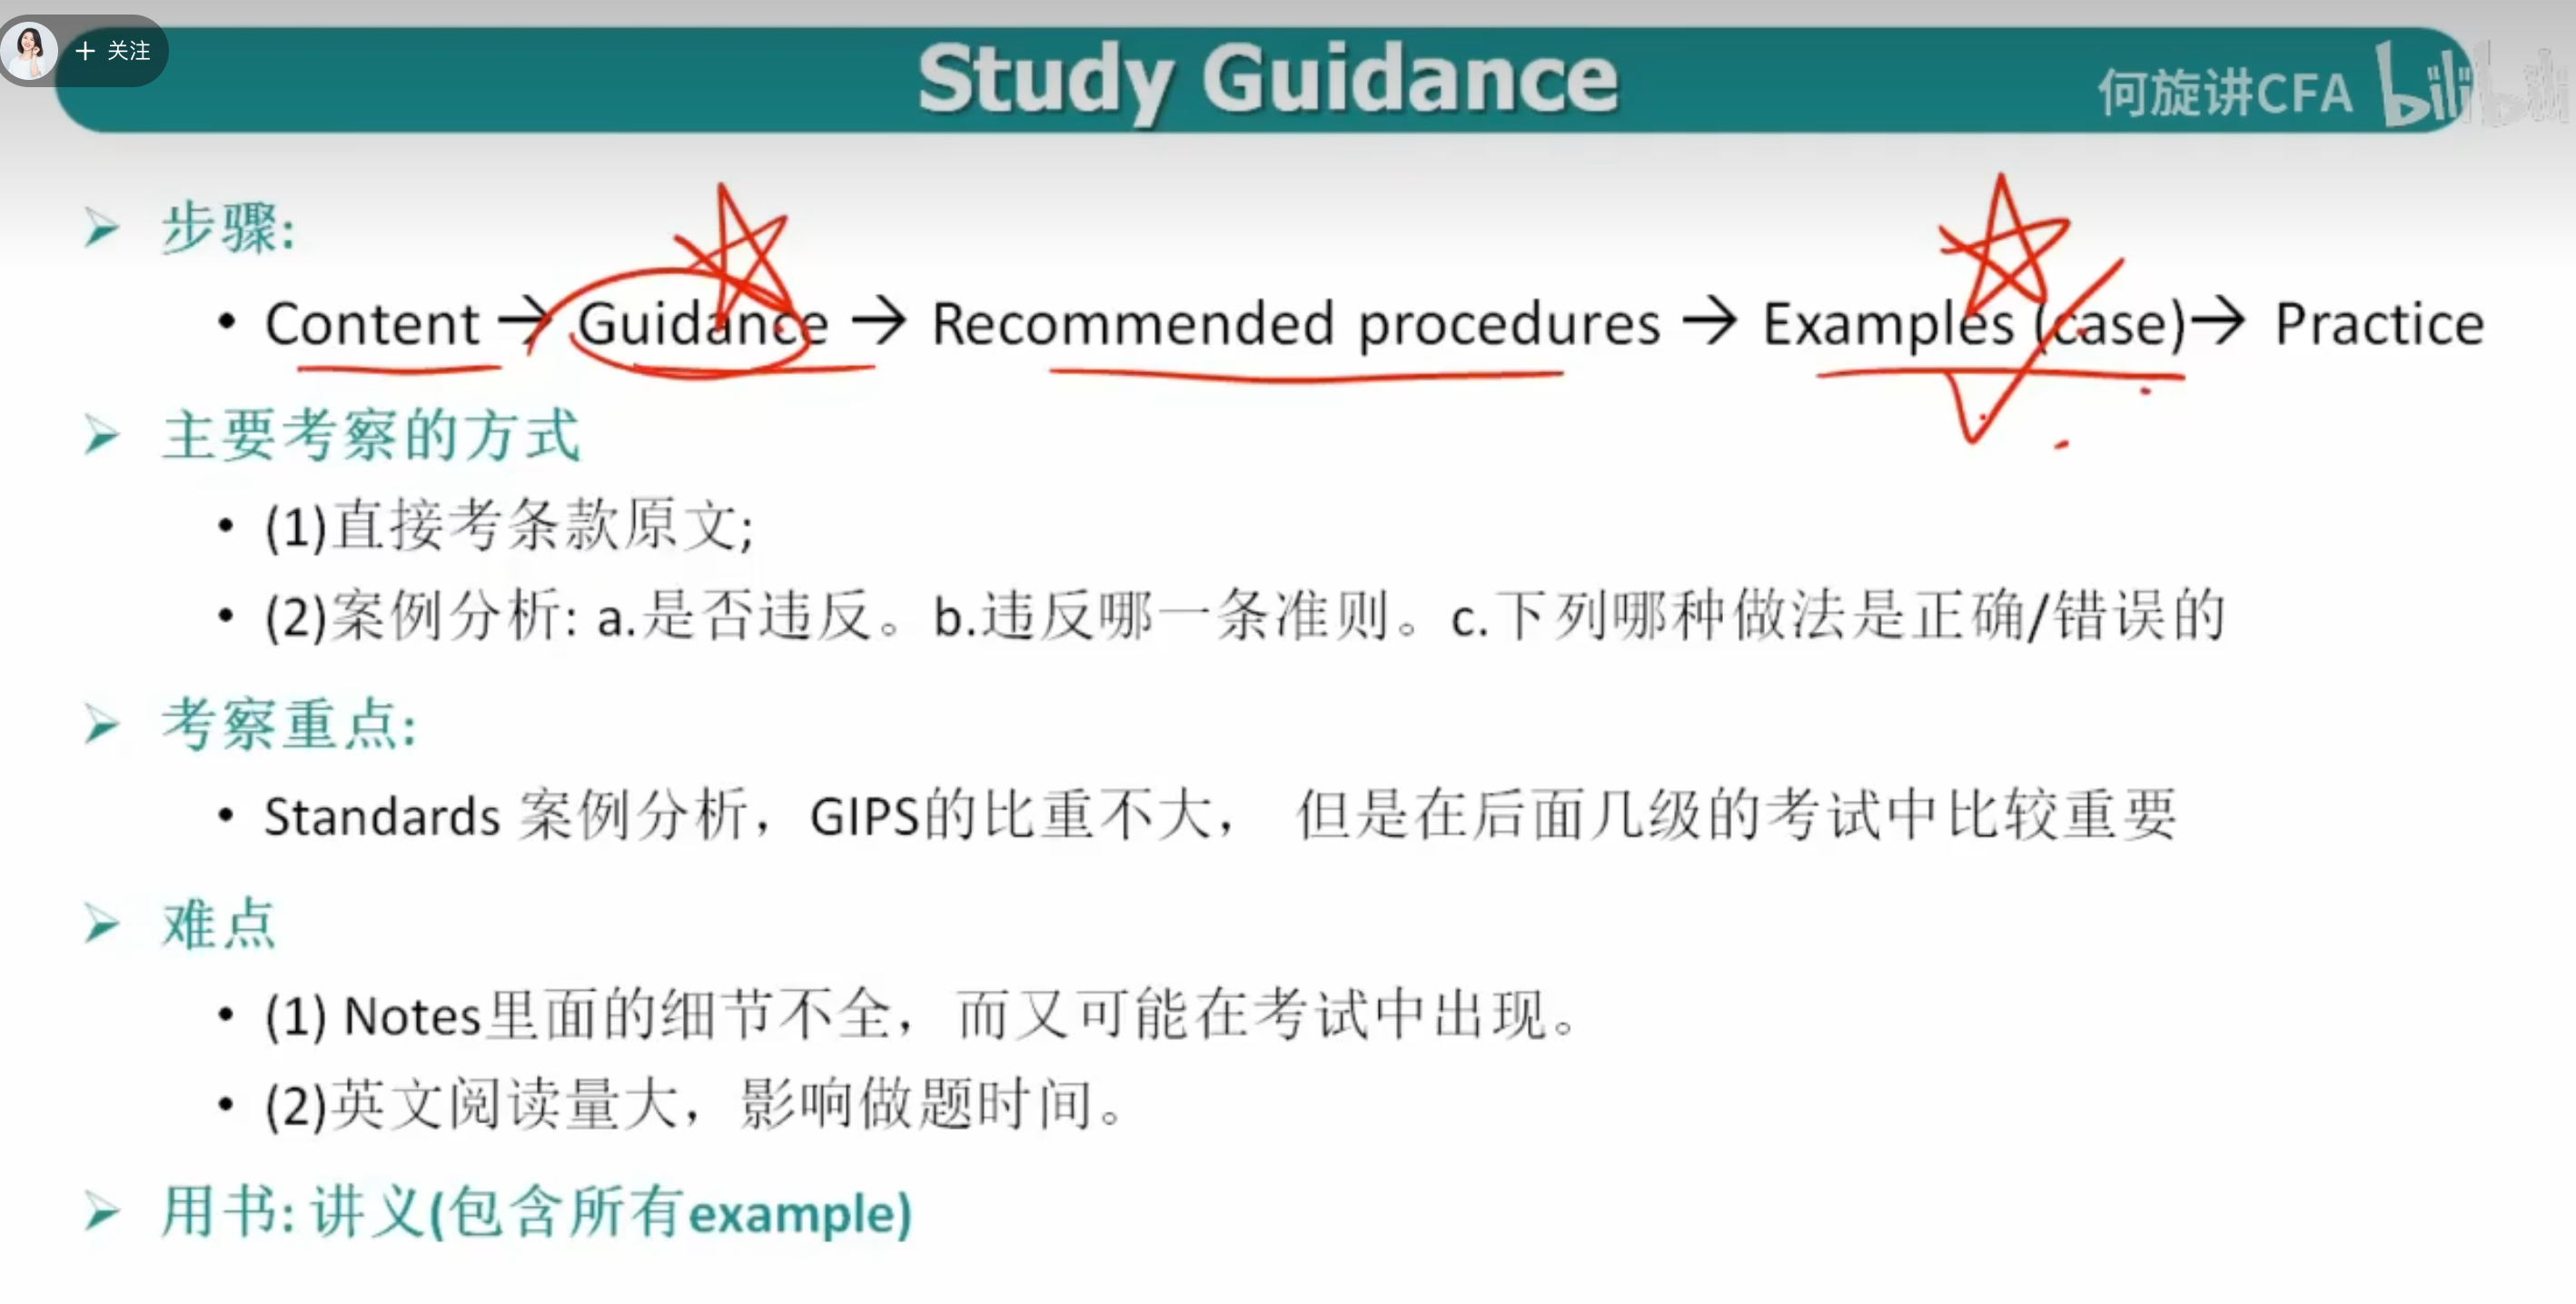 + 关注
Study Guidance
何旋讲CFA bilibili
步骤:
• Content → Guidance → Recommended procedures → Examples (case)→ Practice
主要考察的方式
• (1)直接考条款原文;
• (2)案例分析: a.是否违反。b.违反哪一条准则。c.下列哪种做法是正确/错误的
考察重点:
• Standards 案例分析，GIPS的比重不大， 但是在后面几级的考试中比较重要
难点
• (1) Notes里面的细节不全，而又可能在考试中出现。
• (2)英文阅读量大，影响做题时间。
用书: 讲义(包含所有example)